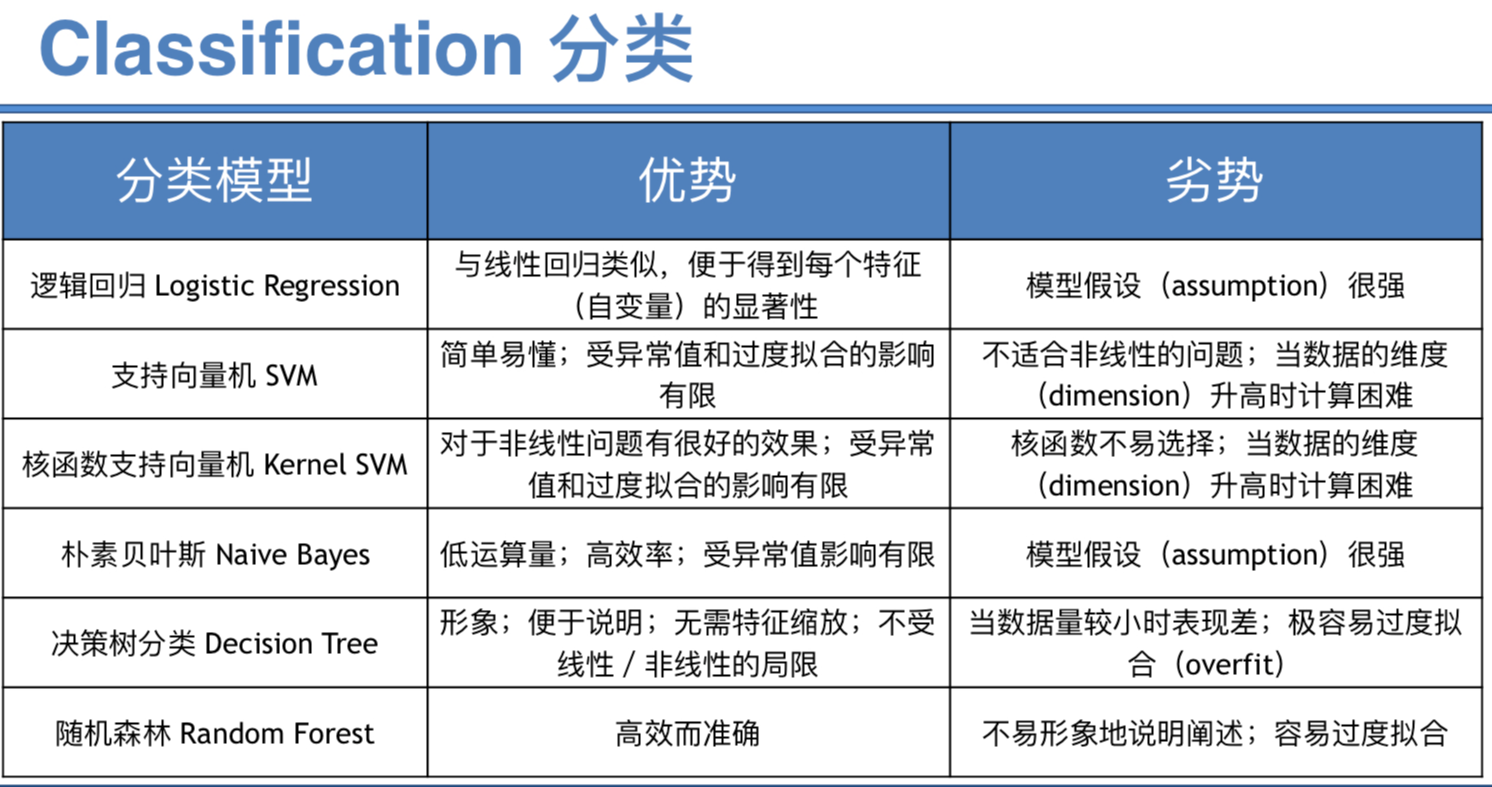 Classification 分类
分类模型
优势
劣势
逻辑回归 Logistic Regression
与线性回归类似，便于得到每个特征
（自变量）的显著性
模型假设（assumption）很强
支持向量机 SVM
简单易懂；受异常值和过度拟合的影响
有限
不适合非线性的问题；当数据的维度
（dimension）升高时计算困难
核函数支持向量机 Kernel SVM
对于非线性问题有很好的效果；受异常
值和过度拟合的影响有限
核函数不易选择；当数据的维度
（dimension）升高时计算困难
朴素贝叶斯 Naive Bayes
低运算量；高效率；受异常值影响有限
模型假设（assumption）很强
决策树分类 Decision Tree
形象；便于说明；无需特征缩放；不受
线性 / 非线性的局限
当数据量较小时表现差；极容易过度拟
合（overfit）
随机森林 Random Forest
高效而准确
不易形象地说明阐述；容易过度拟合